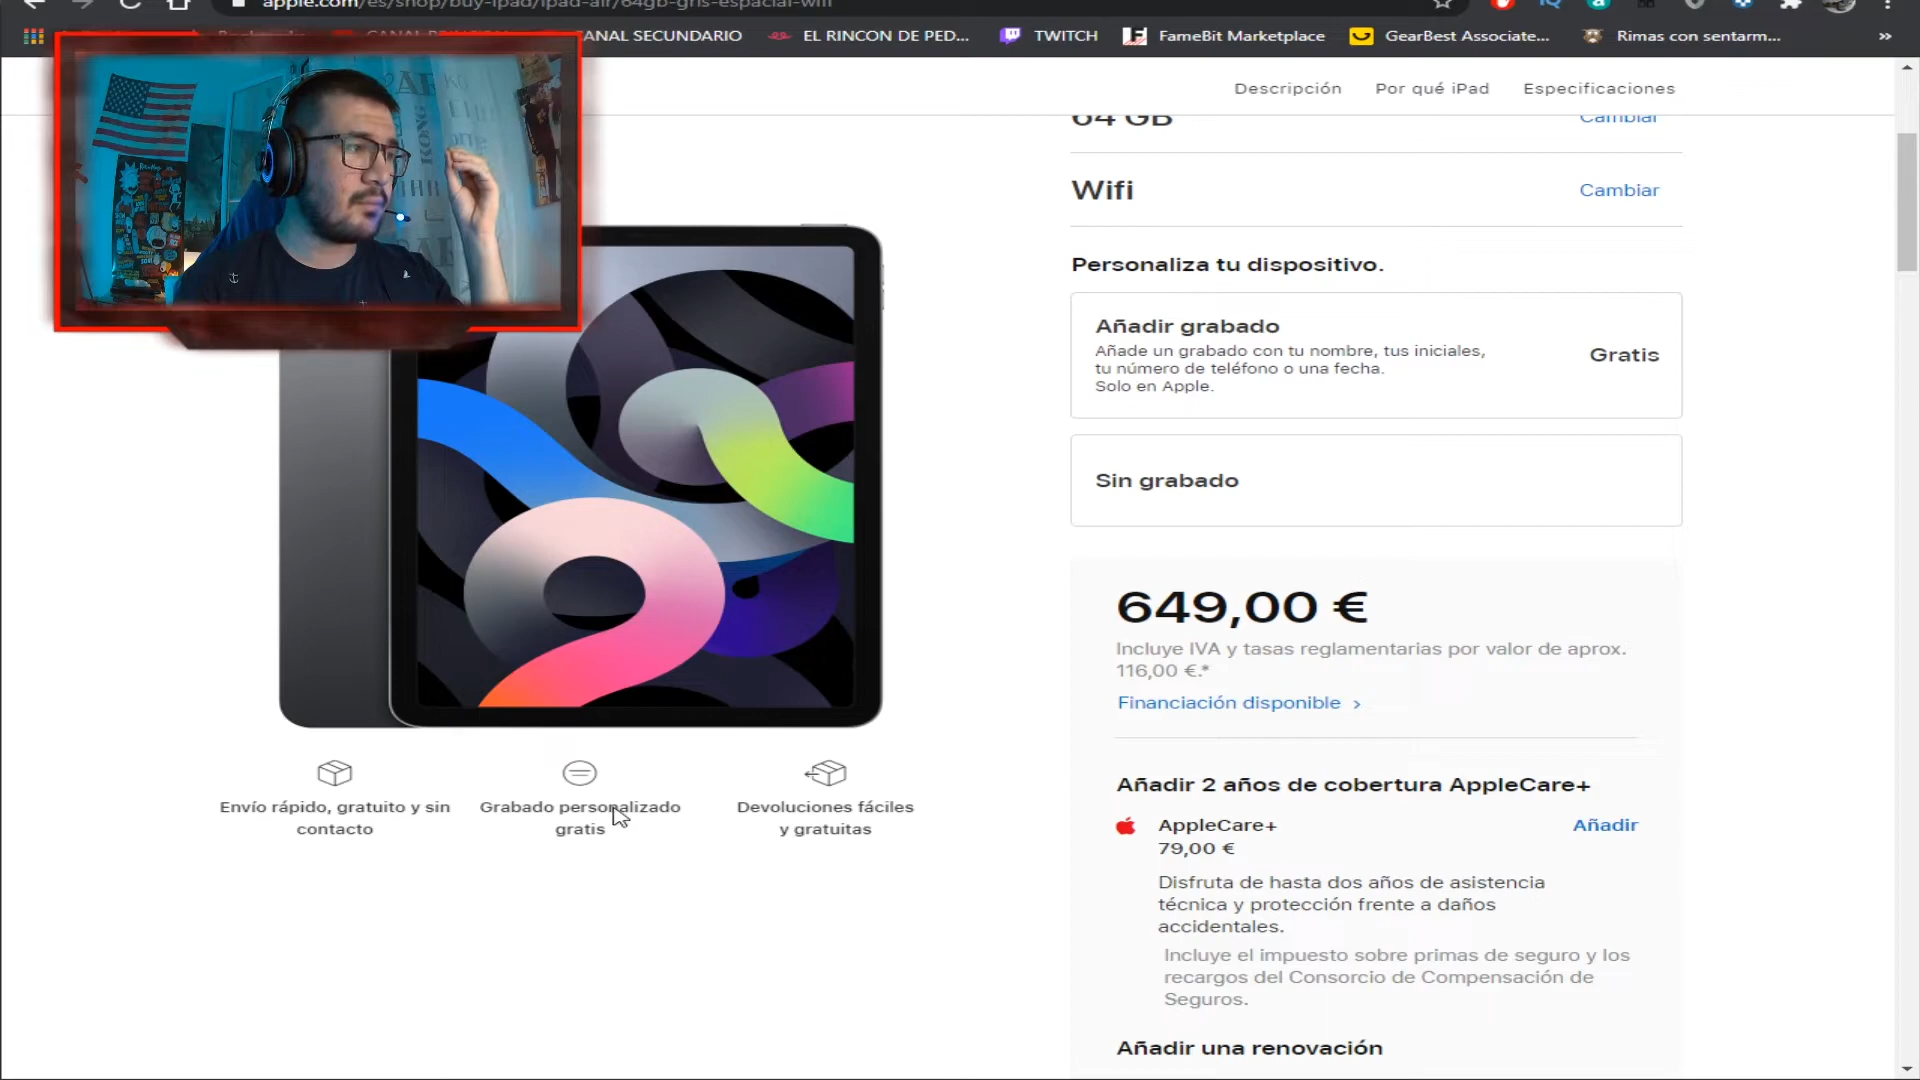 apple.com/es/shop/buy-ipad/ipad-air/64gb-gris-espacial-wifi
CANAL SECUNDARIO
EL RINCON DE PED...
TWITCH
FameBit Marketplace
GearBest Associate...
Rimas con sentarm...
»
Descripción
Por qué iPad
Especificaciones
64 GB
Cambiar
Wifi
Cambiar
Personaliza tu dispositivo.
Añadir grabado
Añade un grabado con tu nombre, tus iniciales,
tu número de teléfono o una fecha.
Solo en Apple.
Gratis
Sin grabado
649,00 €
Incluye IVA y tasas reglamentarias por valor de aprox.
116,00 €.*
Financiación disponible >
Envío rápido, gratuito y sin
contacto
Grabado personalizado
gratis
Devoluciones fáciles
y gratuitas
Añadir 2 años de cobertura AppleCare+
AppleCare+
Añadir
79,00 €
Disfruta de hasta dos años de asistencia
técnica y protección frente a daños
accidentales.
Incluye el impuesto sobre primas de seguro y los
recargos del Consorcio de Compensación de
Seguros.
Añadir una renovación